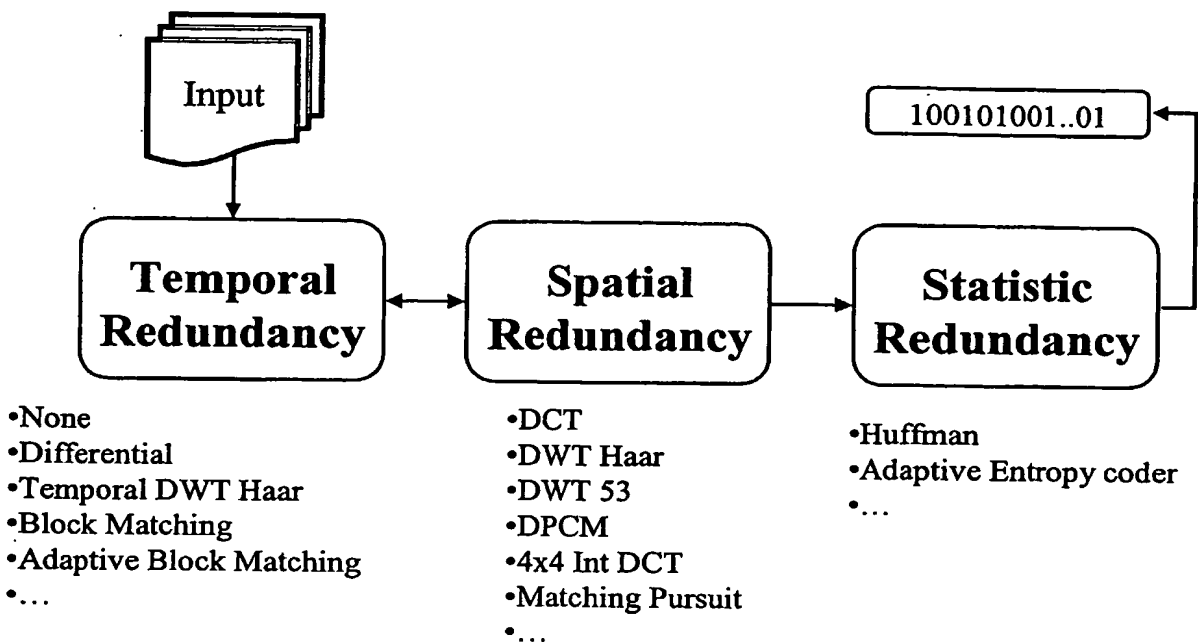 Input
100101001..01
Temporal
Redundancy
Spatial
Redundancy
Statistic
Redundancy
•None
•Differential
•Temporal DWT Haar
•Block Matching
•Adaptive Block Matching
•...
•DCT
•DWT Haar
•DWT 53
•DPCM
•4x4 Int DCT
•Matching Pursuit
•...
•Huffman
•Adaptive Entropy coder
•...